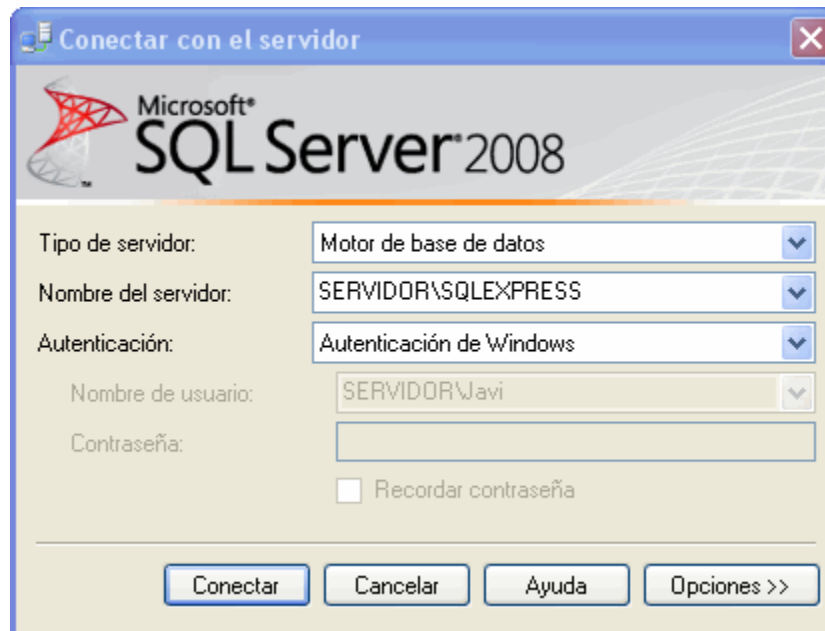 Conectar con el servidor
Microsoft®
SQL Server®2008
™
Tipo de servidor: Motor de base de datos
Nombre del servidor: SERVIDOR\SQLEXPRESS
Autenticación: Autenticación de Windows
Nombre de usuario: SERVIDOR\Javi
Contraseña:
Recordar contraseña
Conectar Cancelar Ayuda Opciones >>